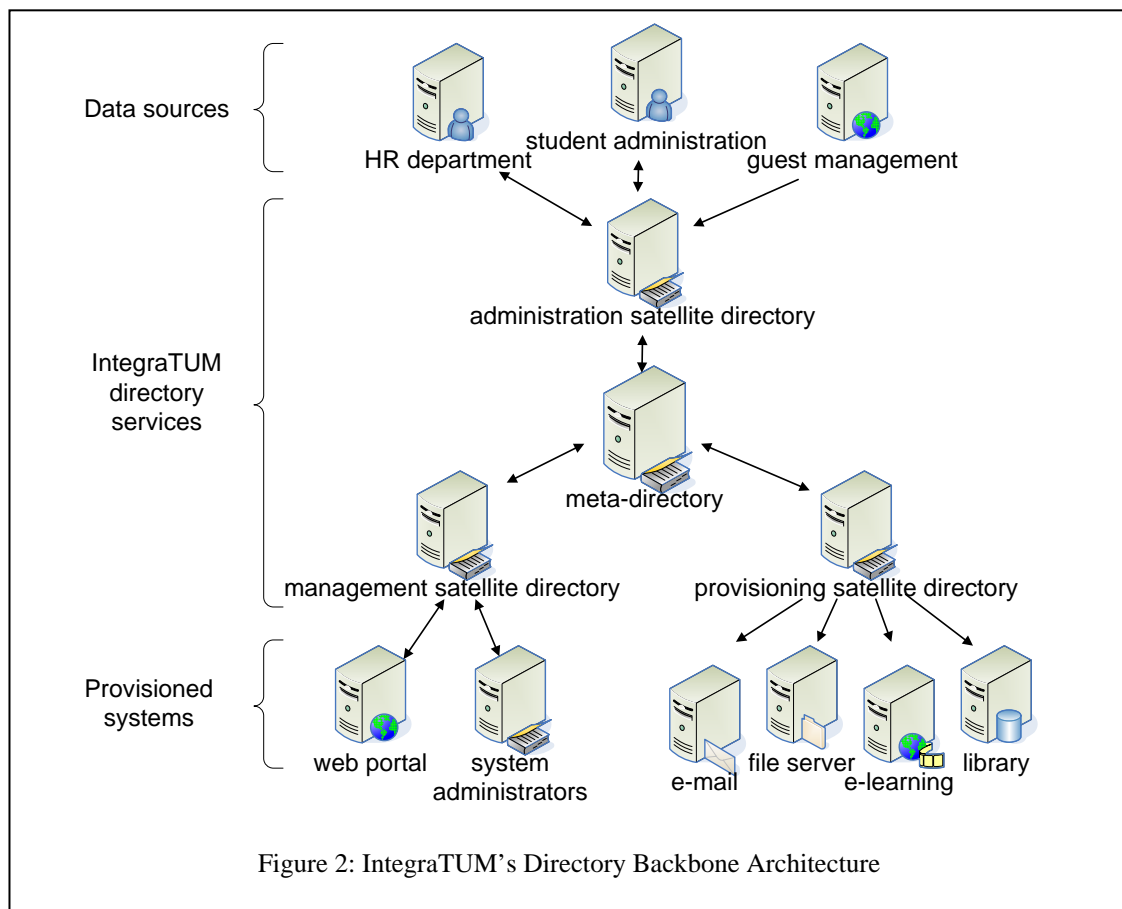 Data sources
HR department
student administration
guest management
administration satellite directory
IntegraTUM
directory
services
meta-directory
management satellite directory
provisioning satellite directory
Provisioned
systems
web portal
system
administrators
e-mail
file server
e-learning
library
Figure 2: IntegraTUM’s Directory Backbone Architecture